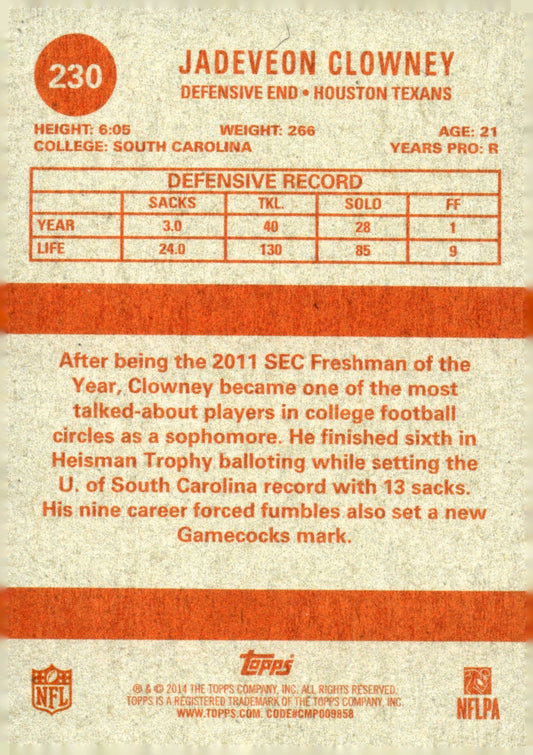 230
JADEVEON CLOWNEY
DEFENSIVE END • HOUSTON TEXANS
HEIGHT: 6:05 WEIGHT: 266 AGE: 21
COLLEGE: SOUTH CAROLINA YEARS PRO: R
DEFENSIVE RECORD
SACKS TKL. SOLO FF
YEAR 3.0 40 28 1
LIFE 24.0 130 85 9
After being the 2011 SEC Freshman of the
Year, Clowney became one of the most
talked-about players in college football
circles as a sophomore. He finished sixth in
Heisman Trophy balloting while setting the
U. of South Carolina record with 13 sacks.
His nine career forced fumbles also set a new
Gamecocks mark.
topps
® & © 2014 THE TOPPS COMPANY, INC. ALL RIGHTS RESERVED.
TOPPS IS A REGISTERED TRADEMARK OF THE TOPPS COMPANY, INC.
WWW.TOPPS.COM. CODE#CMP009858
NFL
NFLPA